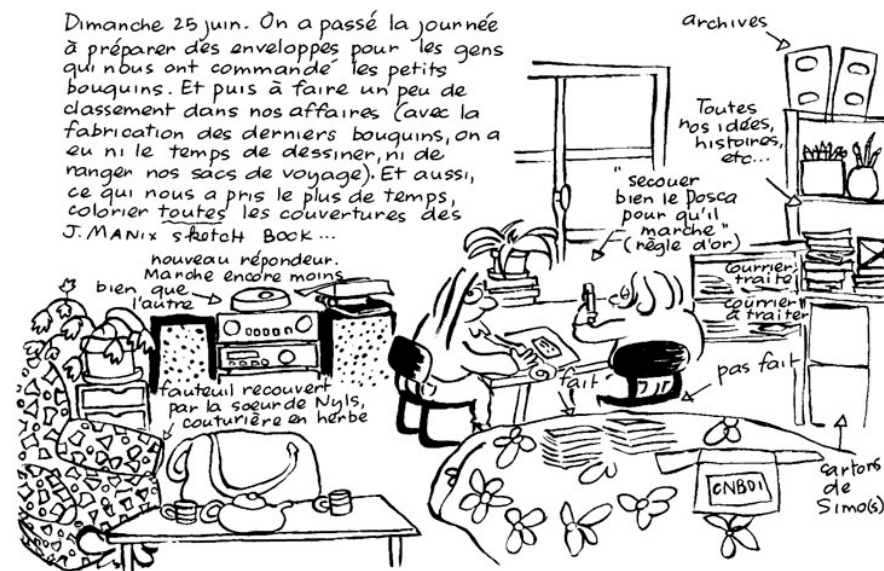 Dimanche 25 juin. On a passé la journée
à préparer des enveloppes pour les gens
qui nous ont commandé les petits
bouquins. Et puis à faire un peu de
classement dans nos affaires (avec la
fabrication des derniers bouquins, on a
eu ni le temps de dessiner, ni de
ranger nos sacs de voyage). Et aussi,
ce qui nous a pris le plus de temps,
colorier toutes les couvertures des
J. MANIX SKETCH BOCK...
archives
Toutes
nos idées,
histoires,
etc...
"secouer
bien le Posca
pour qu'il
marche"
(règle d'or)
nouveau répondeur.
Marche encore moins
bien que
l'autre
courrier
traité
courrier
à traiter
fauteuil recouvert
par la soeur de Nyls,
couturière en herbe
fait
pas fait
CNBDI
cartons
de
Simo(s)